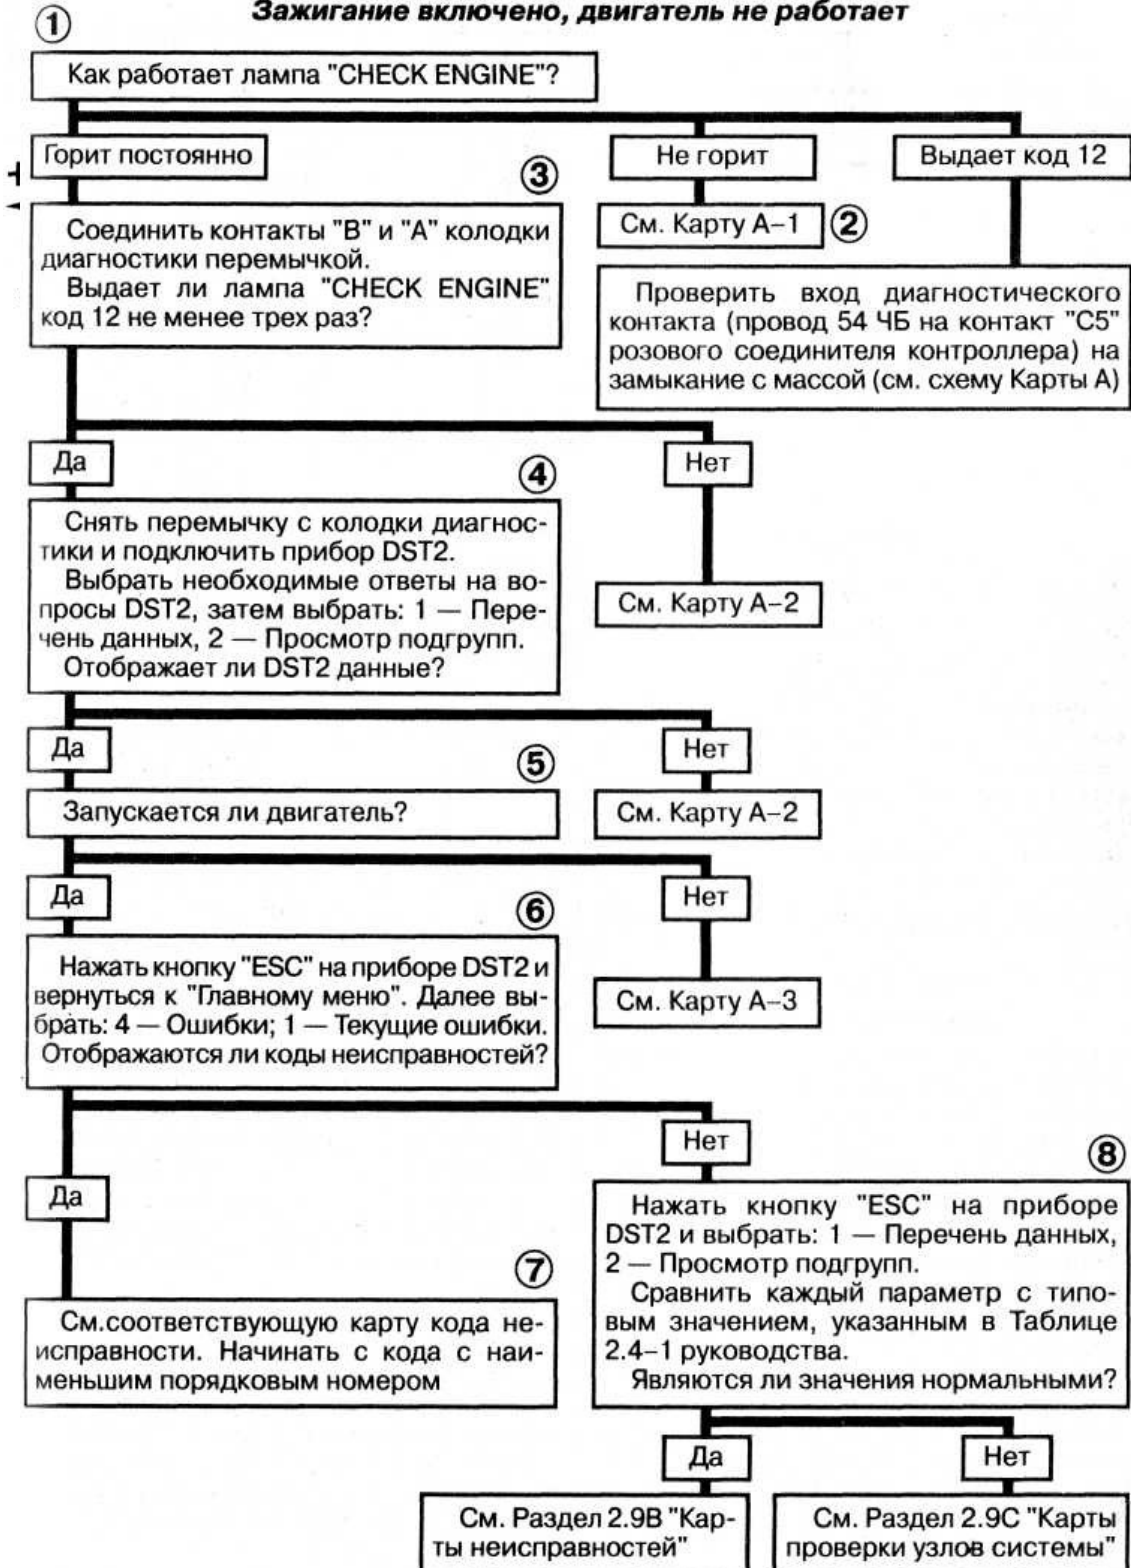 Зажигание включено, двигатель не работает
1
Как работает лампа "CHECK ENGINE"?
Горит постоянно
Не горит
Выдает код 12
3
Соединить контакты "В" и "А" колодки
диагностики перемычкой.
Выдает ли лампа "CHECK ENGINE"
код 12 не менее трех раз?
См. Карту А–1
2
Проверить вход диагностического
контакта (провод 54 ЧБ на контакт "С5"
розового соединителя контроллера) на
замыкание с массой (см. схему Карты А)
Да
Нет
4
Снять перемычку с колодки диагнос-
тики и подключить прибор DST2.
Выбрать необходимые ответы на во-
просы DST2, затем выбрать: 1 — Пере-
чень данных, 2 — Просмотр подгрупп.
Отображает ли DST2 данные?
См. Карту А–2
Да
Нет
5
Запускается ли двигатель?
См. Карту А–2
Да
Нет
6
Нажать кнопку "ESC" на приборе DST2 и
вернуться к "Главному меню". Далее вы-
брать: 4 — Ошибки; 1 — Текущие ошибки.
Отображаются ли коды неисправностей?
См. Карту А–3
Да
Нет
7
См.соответствующую карту кода не-
исправности. Начинать с кода с наи-
меньшим порядковым номером
8
Нажать кнопку "ESC" на приборе
DST2 и выбрать: 1 — Перечень данных,
2 — Просмотр подгрупп.
Сравнить каждый параметр с типо-
вым значением, указанным в Таблице
2.4–1 руководства.
Являются ли значения нормальными?
Да
Нет
См. Раздел 2.9В "Кар-
ты неисправностей"
См. Раздел 2.9С "Карты
проверки узлов системы"